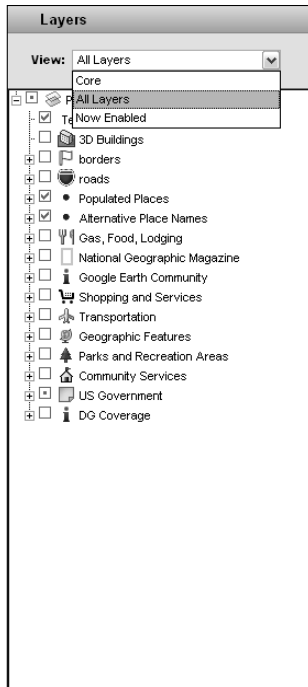 Layers
View: All Layers
Core
All Layers
Now Enabled
3D Buildings
borders
roads
Populated Places
Alternative Place Names
Gas, Food, Lodging
National Geographic Magazine
Google Earth Community
Shopping and Services
Transportation
Geographic Features
Parks and Recreation Areas
Community Services
US Government
DG Coverage